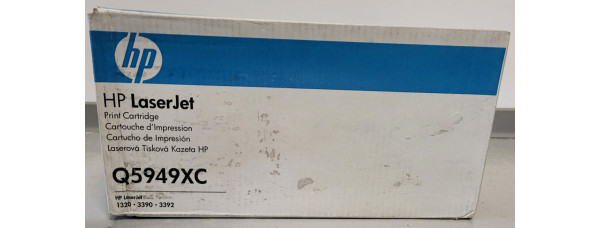 hp
HP LaserJet
Print Cartridge
Cartouche d'Impression
Cartucho de Impresión
Laserová Tisková Kazeta HP
Q5949XC
HP LaserJet
1320 • 3390 • 3392